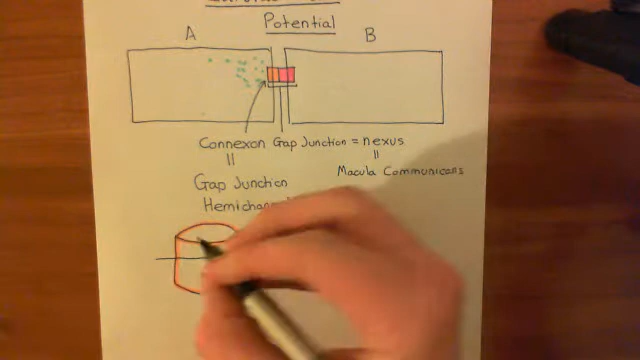 Potential
A B
Connexon Gap Junction = nexus
Macula Communicans
Gap Junction